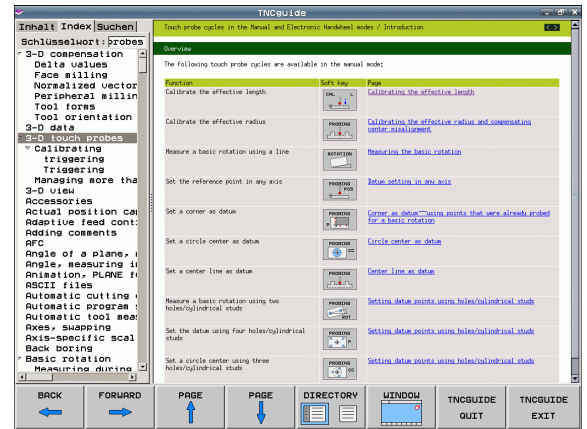 TNCguide
Inhalt Index Suchen
Touch probe cycles in the Manual and Electronic Handwheel modes / Introduction
Schlüsselwort: probes
3-D compensation
Delta values
Face milling
Normalized vector
Peripheral millin
Tool forms
Tool orientation
3-D data
3-D touch probes
Calibrating
triggering
Triggering
Managing more tha
3-D view
Accessories
Actual position ca
Adaptive feed cont
Adding comments
AFC
Angle of a plane,
Angle, measuring i
Animation, PLANE f
ASCII files
Automatic cutting
Automatic program
Automatic tool mea
Axes, swapping
Axis-specific scal
Back boring
Basic rotation
Measuring during
Overview
The following touch probe cycles are available in the manual mode:
Function Soft key Page
Calibrate the effective length CAL L Calibrating the effective length
Calibrate the effective radius PROBING Calibrating the effective radius and compensating
center misalignment
Measure a basic rotation using a line ROTATION Measuring the basic rotation
Set the reference point in any axis PROBING POS Datum setting in any axis
Set a corner as datum PROBING P Corner as datum—using points that were already probed
for a basic rotation
Set a circle center as datum PROBING CC Circle center as datum
Set a center line as datum PROBING Center line as datum
Measure a basic rotation using two
holes/cylindrical studs PROBING ROT Setting datum points using holes/cylindrical studs
Set the datum using four holes/cylindrical
studs PROBING P Setting datum points using holes/cylindrical studs
Set a circle center using three
holes/cylindrical studs PROBING CC Setting datum points using holes/cylindrical studs
BACK FORWARD PAGE PAGE DIRECTORY WINDOW TNCGUIDE QUIT TNCGUIDE EXIT